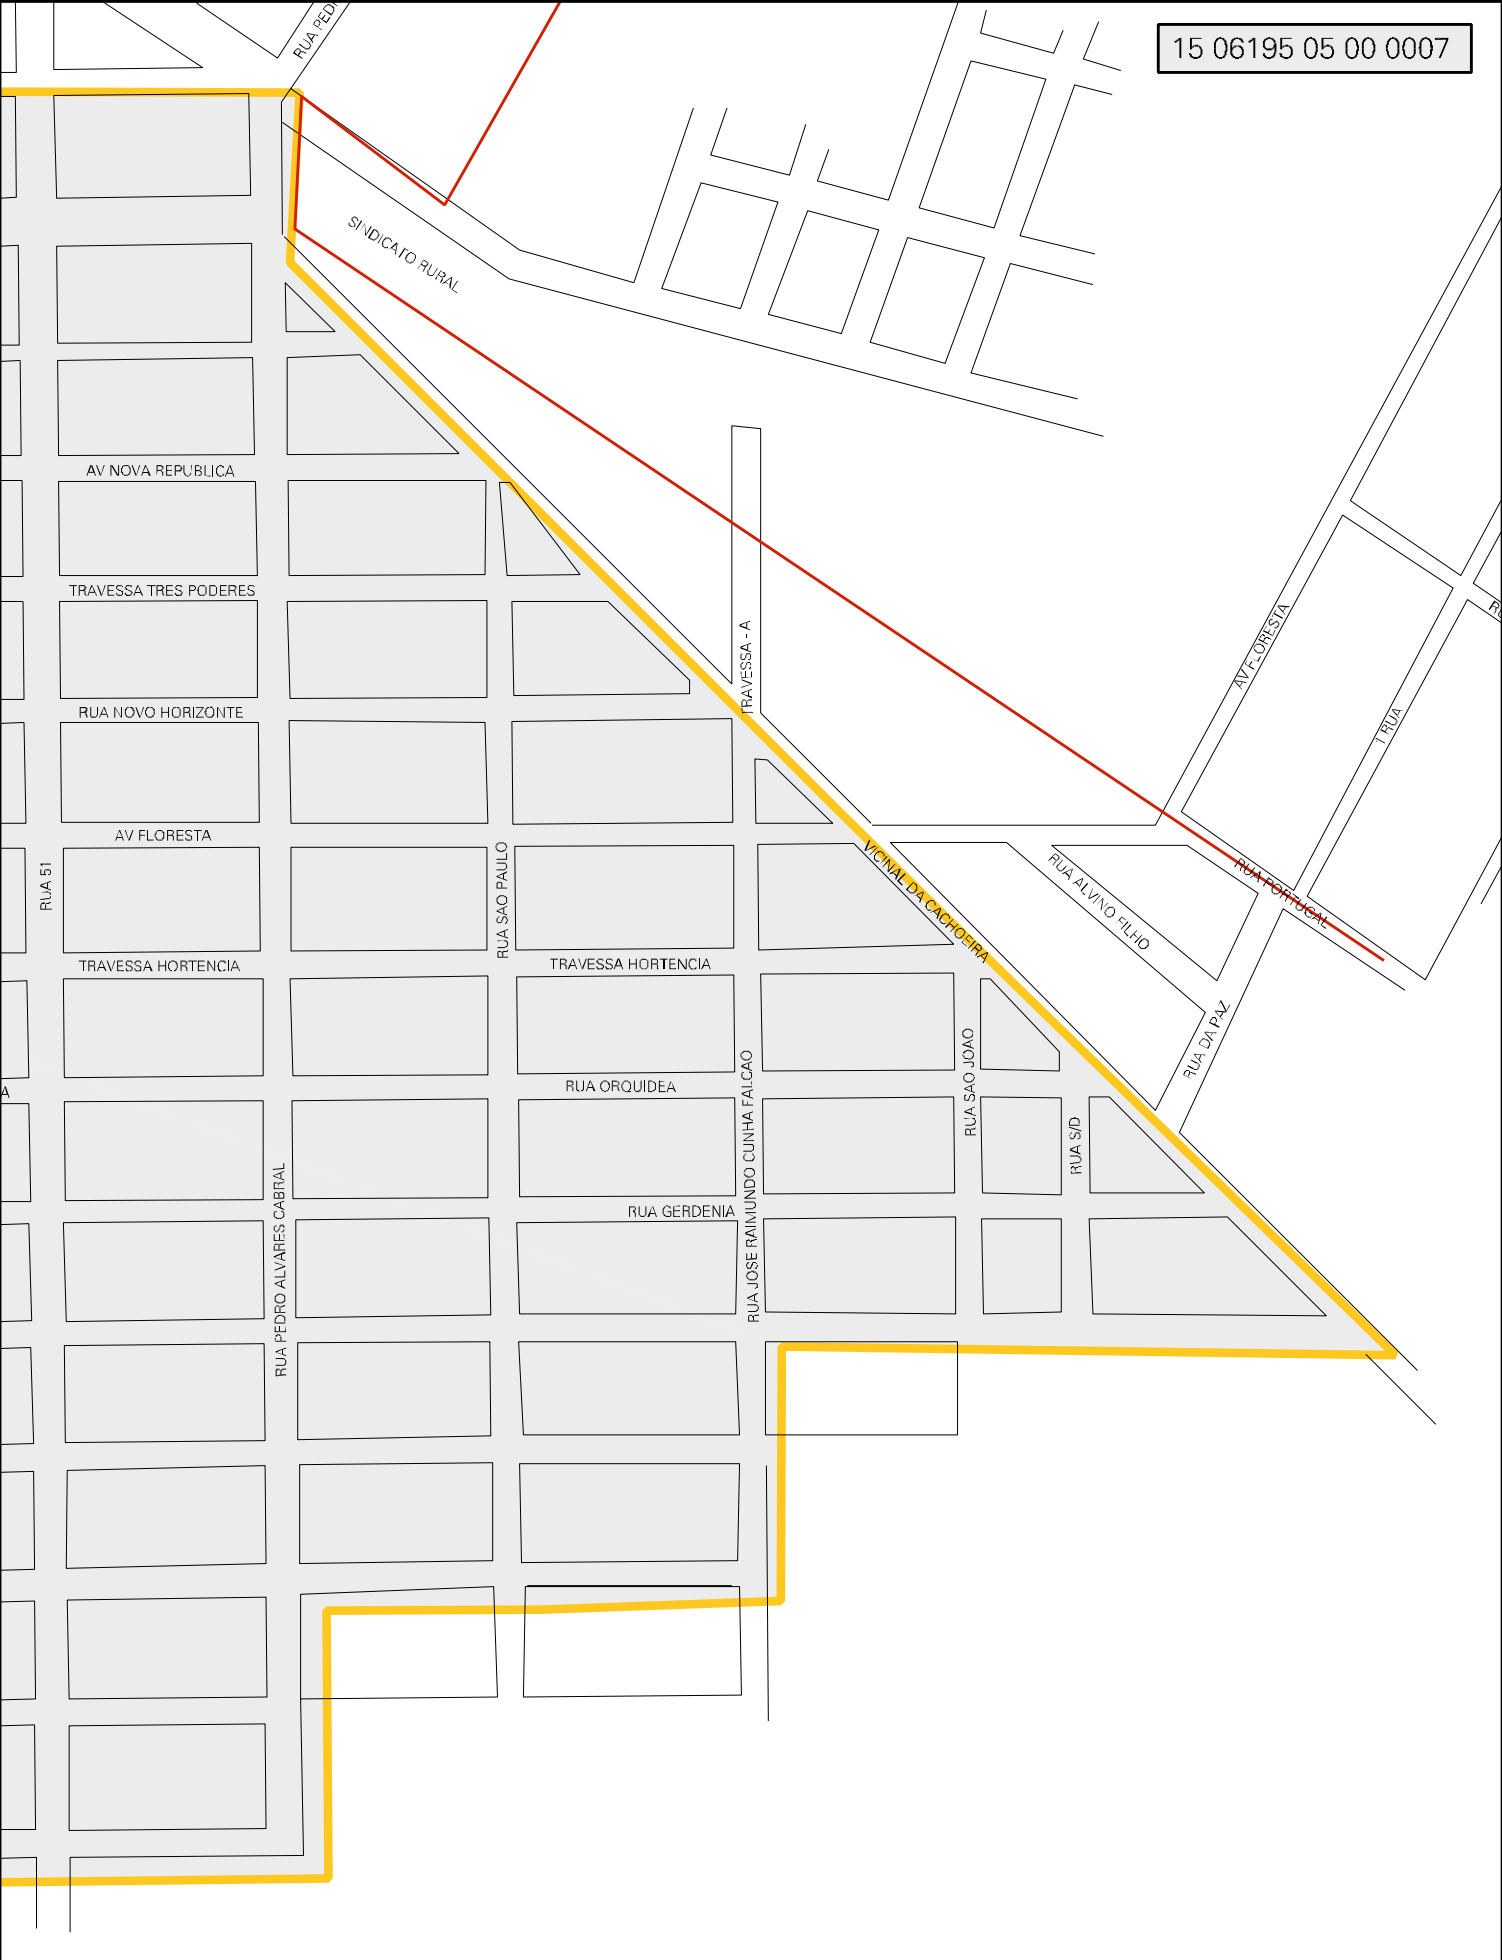 RUA PED
15 06195 05 00 0007
SINDICATO RURAL
AV NOVA REPUBLICA
TRAVESSA TRES PODERES
AV FLORESTA
TRAVESSA - A
RUA NOVO HORIZONTE
1 RUA
AV FLORESTA
RUA 51
RUA SAO PAULO
VICINAL DA CACHOEIRA
RUA ALVINO FILHO
RUA PORTUGAL
TRAVESSA HORTENCIA
TRAVESSA HORTENCIA
RUA SAO JOAO
RUA DA PAZ
A
RUA ORQUIDEA
RUA S/D
RUA JOSE RAIMUNDO CUNHA FALCAO
RUA GERDENIA
RUA PEDRO ALVARES CABRAL